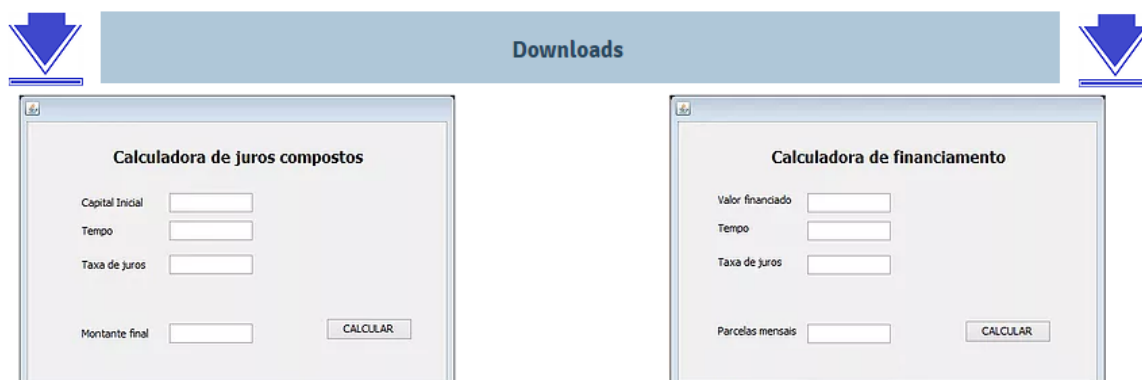 Downloads
Calculadora de juros compostos
Capital Inicial
Tempo
Taxa de juros
Montante final
CALCULAR
Calculadora de financiamento
Valor financiado
Tempo
Taxa de juros
Parcelas mensais
CALCULAR